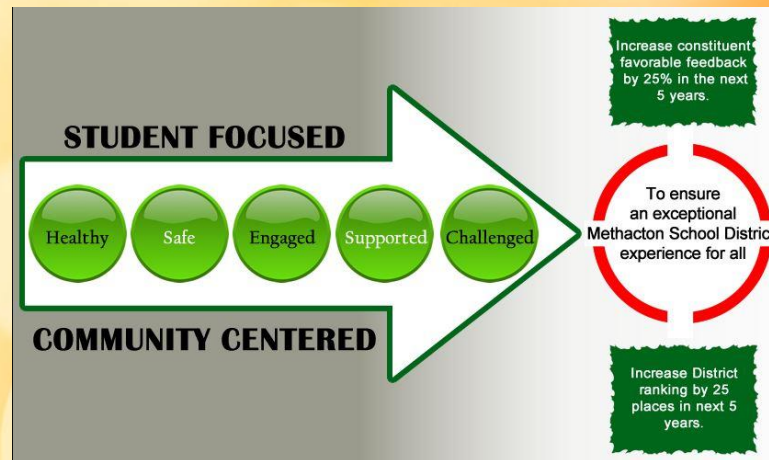 STUDENT FOCUSED
Healthy
Safe
Engaged
Supported
Challenged
COMMUNITY CENTERED
Increase constituent
favorable feedback
by 25% in the next
5 years.
To ensure
an exceptional
Methacton School District
experience for all
Increase District
ranking by 25
places in next 5
years.